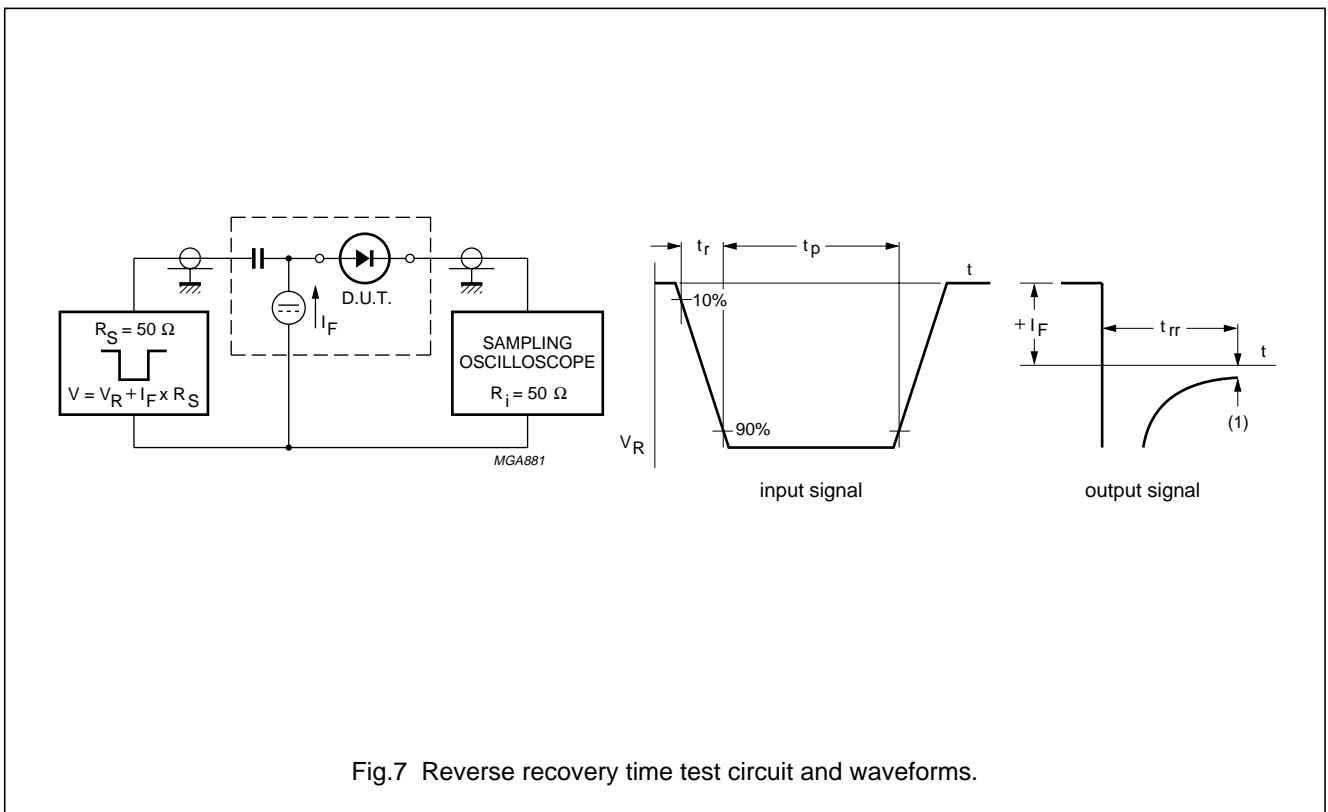 R_S = 50 Ω
V = V_R + I_F x R_S
D.U.T.
I_F
SAMPLING
OSCILLOSCOPE
R_i = 50 Ω
MGA881
t_r
t_p
t
10%
90%
V_R
input signal
+ I_F
t_rr
t
(1)
output signal
Fig.7 Reverse recovery time test circuit and waveforms.